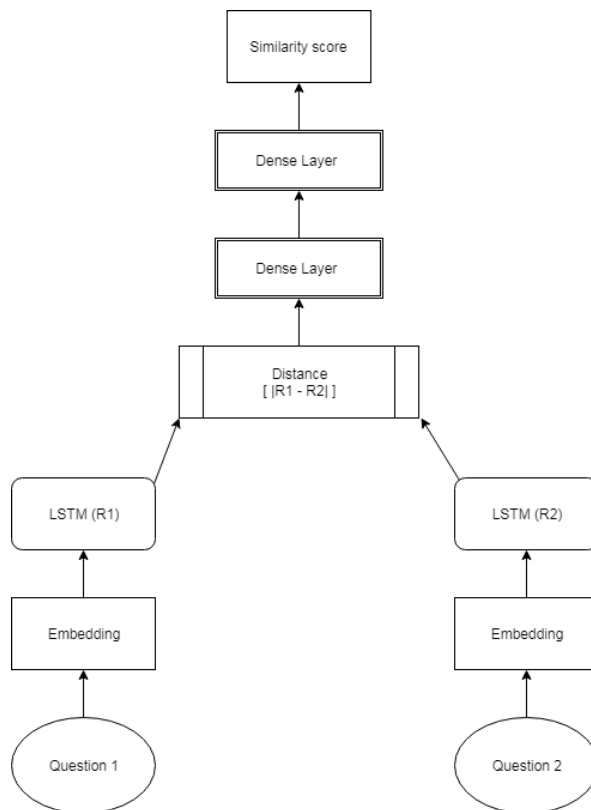 Similarity score
Dense Layer
Dense Layer
Distance
[ |R1 - R2| ]
LSTM (R1)
LSTM (R2)
Embedding
Embedding
Question 1
Question 2